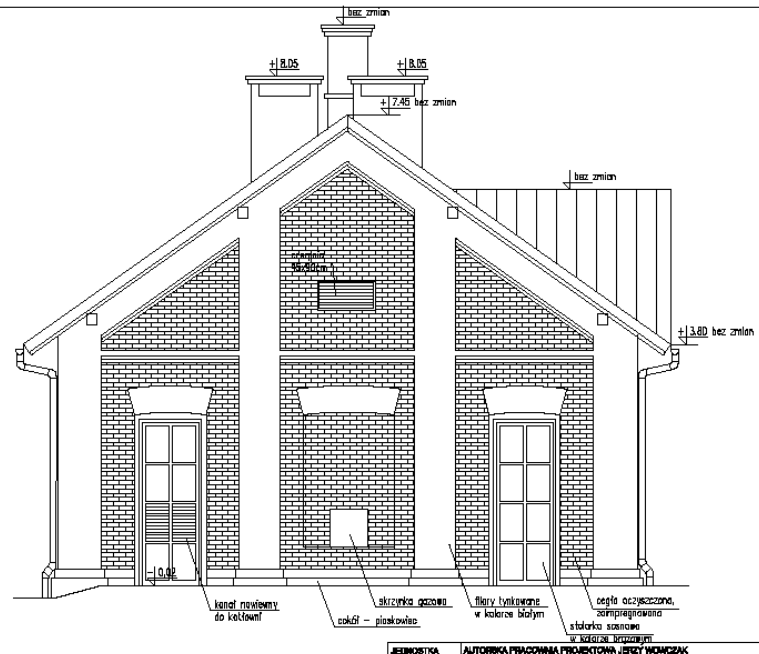 bez zmian
+ 8.05
+ 8.05
+ 7.45 bez zmian
bez zmian
45x90cm
+ 3.80 bez zmian
- 0.02
kanał nawiewny
do kotłowni
cokół - piaskowiec
skrzynka gazowa
filary tynkowane
w kolorze białym
stolarka sosnowa
w kolorze brązowym
cegła oczyszczona,
zaimpregnowana
JEDNOSTKA AUTORSKA PRACOWNIA PROJEKTOWA JERZY WOWCZAK